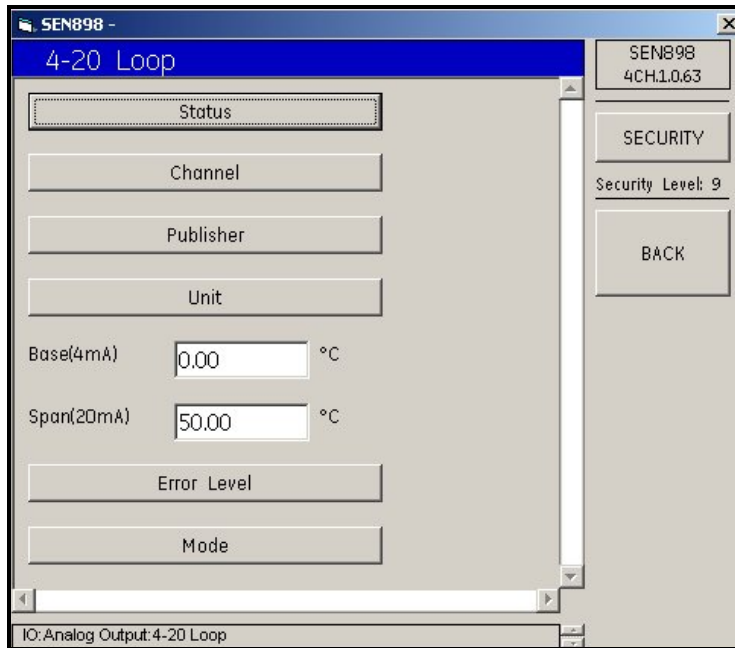 SEN898 -
4-20 Loop
Status
Channel
Publisher
Unit
Base(4mA) 0.00 °C
Span(20mA) 50.00 °C
Error Level
Mode
IO:Analog Output:4-20 Loop
SEN898
4CH.1.0.63
SECURITY
Security Level: 9
BACK